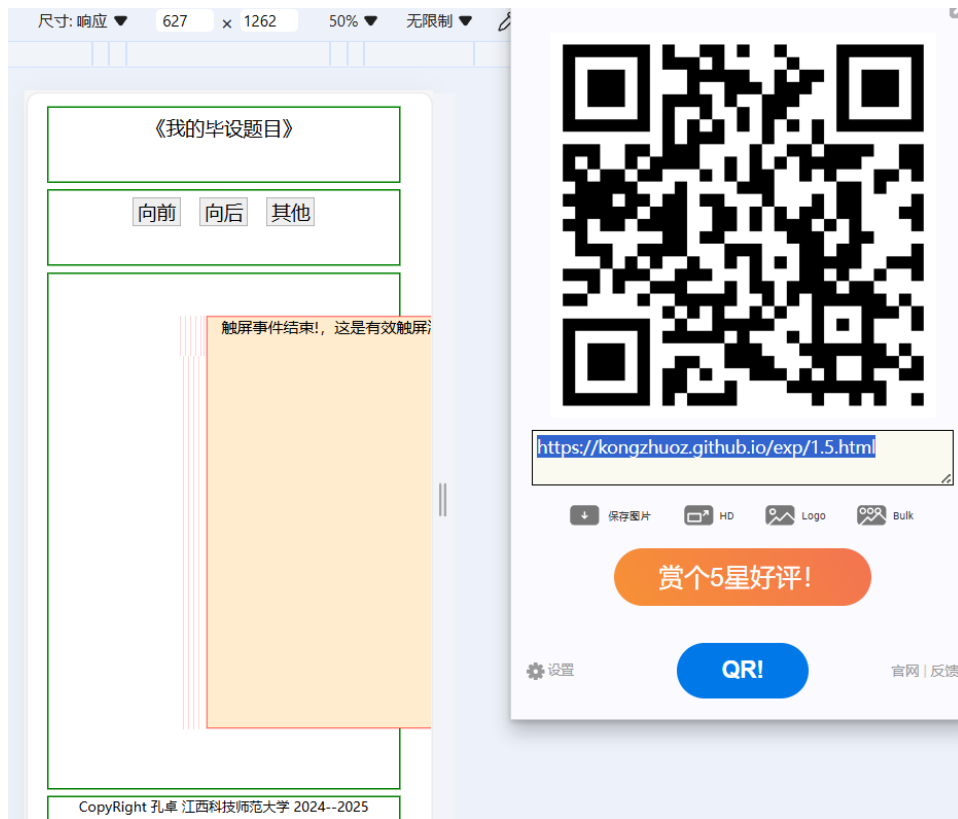 尺寸: 响应 ▼ 627 × 1262 50% ▼ 无限制 ▼
《我的毕设题目》
向前 向后 其他
触屏事件结束!，这是有效触屏
CopyRight 孔卓 江西科技师范大学 2024--2025
https://kongzhuoz.github.io/exp/1.5.html
保存图片 HD Logo Bulk
赏个5星好评！
设置 QR! 官网 | 反馈